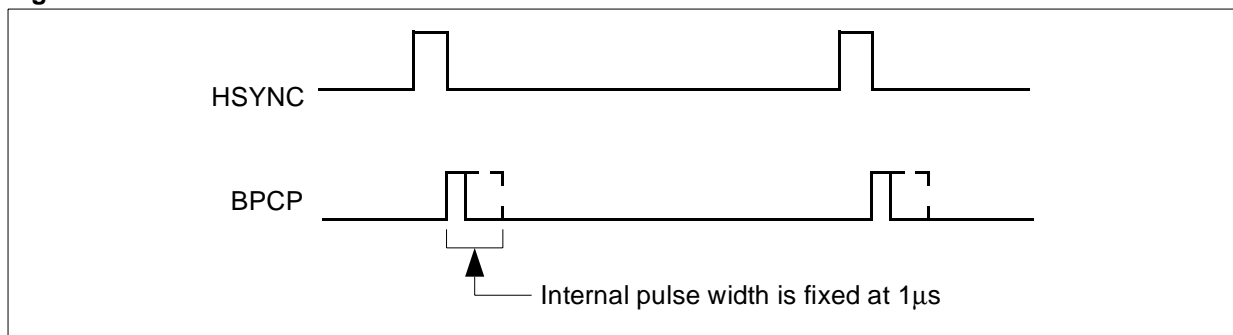 HSYNC
BPCP
Internal pulse width is fixed at 1μs